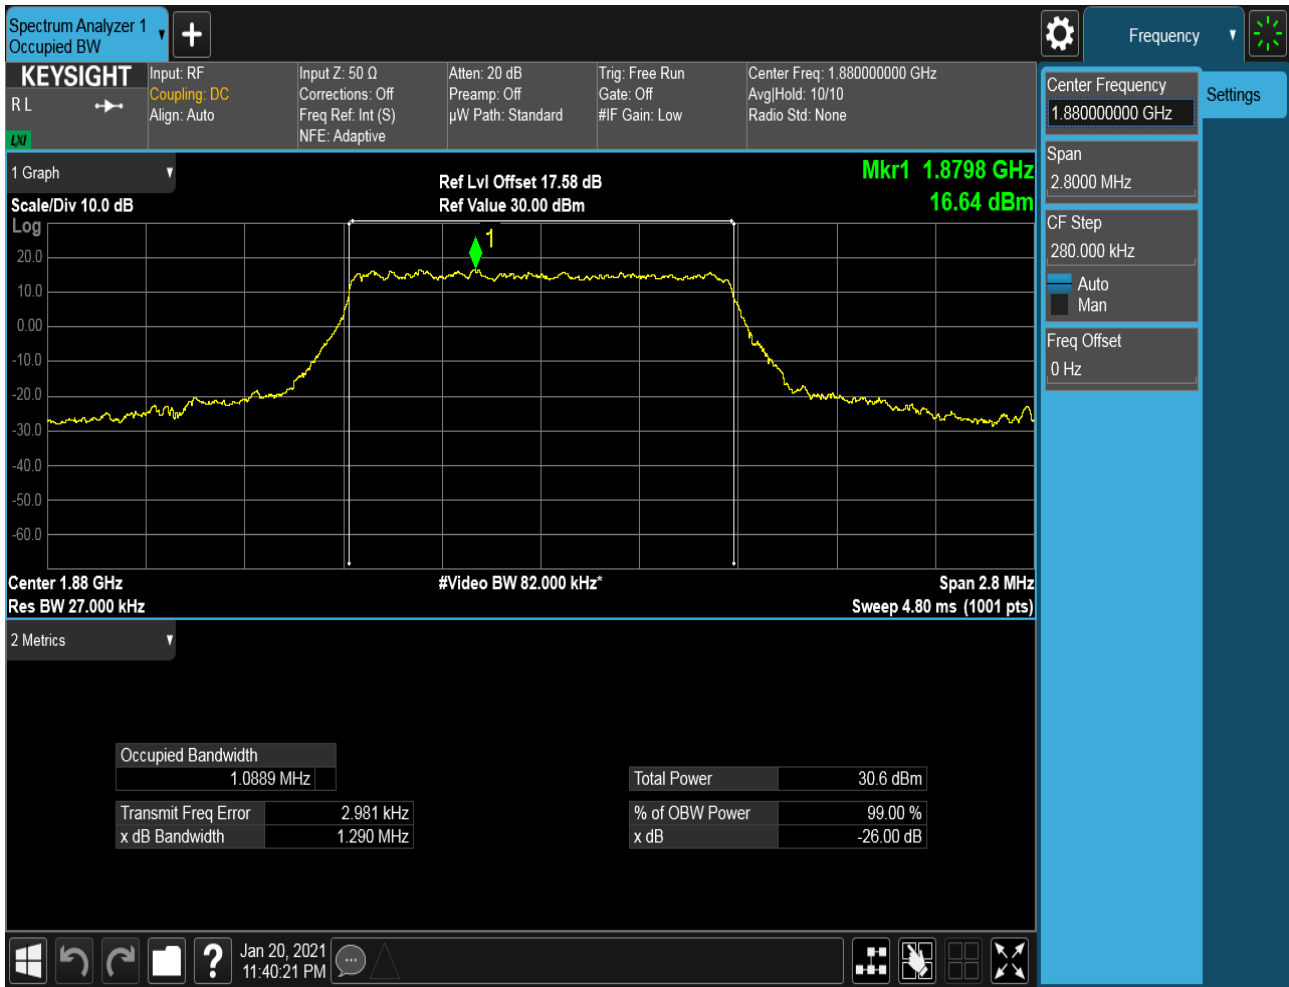 Spectrum Analyzer 1
Occupied BW
Frequency
KEYSIGHT
R L
LXI
Input: RF
Coupling: DC
Align: Auto
Input Z: 50 Ω
Corrections: Off
Freq Ref: Int (S)
NFE: Adaptive
Atten: 20 dB
Preamp: Off
µW Path: Standard
Trig: Free Run
Gate: Off
#IF Gain: Low
Center Freq: 1.880000000 GHz
Avg|Hold: 10/10
Radio Std: None
Center Frequency
1.880000000 GHz
Settings
Span
2.8000 MHz
CF Step
280.000 kHz
Auto
Man
Freq Offset
0 Hz
1 Graph
Scale/Div 10.0 dB
Ref Lvl Offset 17.58 dB
Ref Value 30.00 dBm
Mkr1 1.8798 GHz
16.64 dBm
Log
1
20.0
10.0
0.00
-10.0
-20.0
-30.0
-40.0
-50.0
-60.0
Center 1.88 GHz
#Video BW 82.000 kHz*
Span 2.8 MHz
Res BW 27.000 kHz
Sweep 4.80 ms (1001 pts)
2 Metrics
Occupied Bandwidth
1.0889 MHz
Total Power 30.6 dBm
Transmit Freq Error 2.981 kHz
% of OBW Power 99.00 %
x dB Bandwidth 1.290 MHz
x dB -26.00 dB
?
Jan 20, 2021
11:40:21 PM